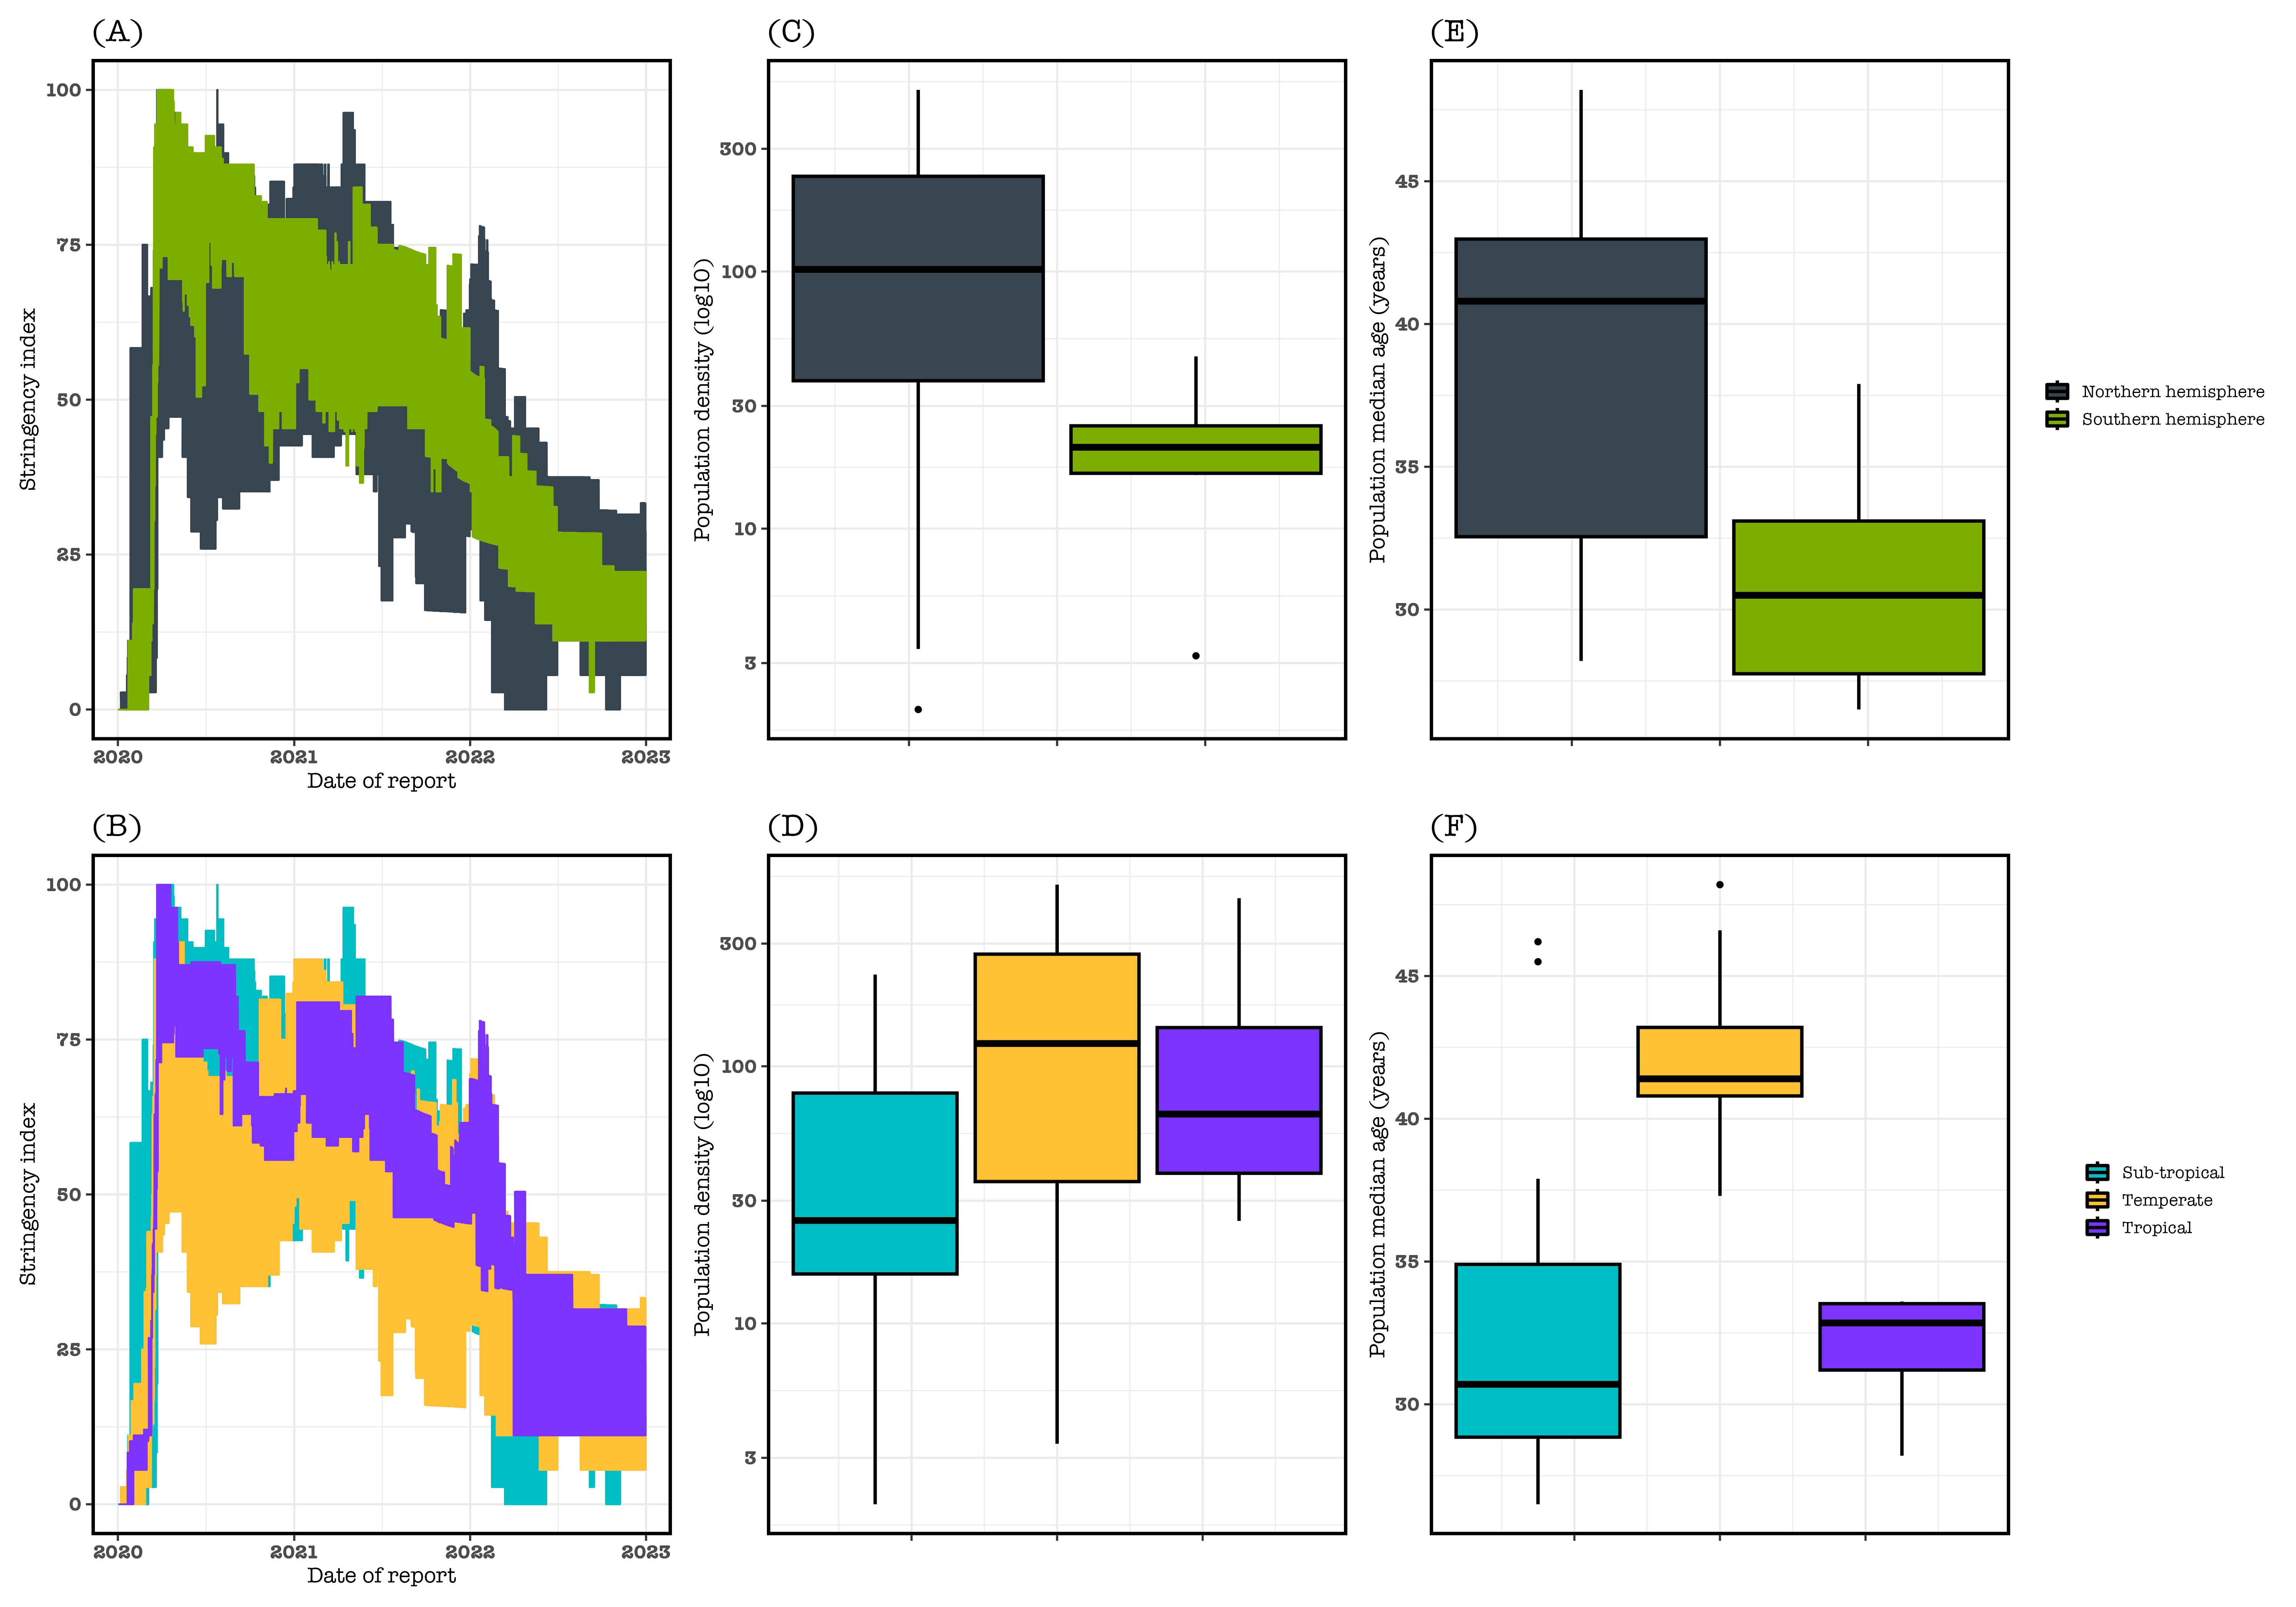 (A)
100
75
50
25
0
Stringency index
2020 2021 2022 2023
Date of report
(C)
300
100
30
10
3
Population density (log10)
(E)
45
40
35
30
Population median age (years)
Northern hemisphere
Southern hemisphere
(B)
100
75
50
25
0
Stringency index
2020 2021 2022 2023
Date of report
(D)
300
100
30
10
3
Population density (log10)
(F)
45
40
35
30
Population median age (years)
Sub-tropical
Temperate
Tropical